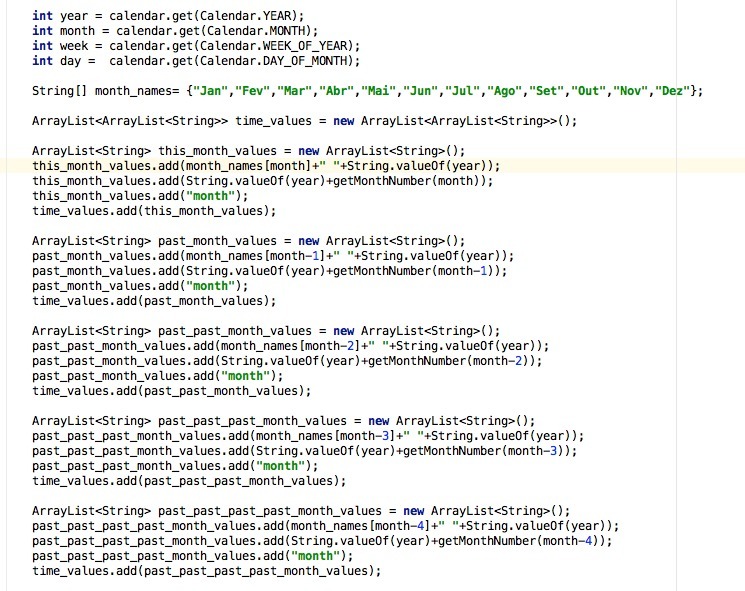 int year = calendar.get(Calendar.YEAR);
int month = calendar.get(Calendar.MONTH);
int week = calendar.get(Calendar.WEEK_OF_YEAR);
int day =  calendar.get(Calendar.DAY_OF_MONTH);

String[] month_names= {"Jan","Fev","Mar","Abr","Mai","Jun","Jul","Ago","Set","Out","Nov","Dez"};

ArrayList<ArrayList<String>> time_values = new ArrayList<ArrayList<String>>();

ArrayList<String> this_month_values = new ArrayList<String>();
this_month_values.add(month_names[month]+" "+String.valueOf(year));
this_month_values.add(String.valueOf(year)+getMonthNumber(month));
this_month_values.add("month");
time_values.add(this_month_values);

ArrayList<String> past_month_values = new ArrayList<String>();
past_month_values.add(month_names[month-1]+" "+String.valueOf(year));
past_month_values.add(String.valueOf(year)+getMonthNumber(month-1));
past_month_values.add("month");
time_values.add(past_month_values);

ArrayList<String> past_past_month_values = new ArrayList<String>();
past_past_month_values.add(month_names[month-2]+" "+String.valueOf(year));
past_past_month_values.add(String.valueOf(year)+getMonthNumber(month-2));
past_past_month_values.add("month");
time_values.add(past_past_month_values);

ArrayList<String> past_past_past_month_values = new ArrayList<String>();
past_past_past_month_values.add(month_names[month-3]+" "+String.valueOf(year));
past_past_past_month_values.add(String.valueOf(year)+getMonthNumber(month-3));
past_past_past_month_values.add("month");
time_values.add(past_past_past_month_values);

ArrayList<String> past_past_past_past_month_values = new ArrayList<String>();
past_past_past_past_month_values.add(month_names[month-4]+" "+String.valueOf(year));
past_past_past_past_month_values.add(String.valueOf(year)+getMonthNumber(month-4));
past_past_past_past_month_values.add("month");
time_values.add(past_past_past_past_month_values);